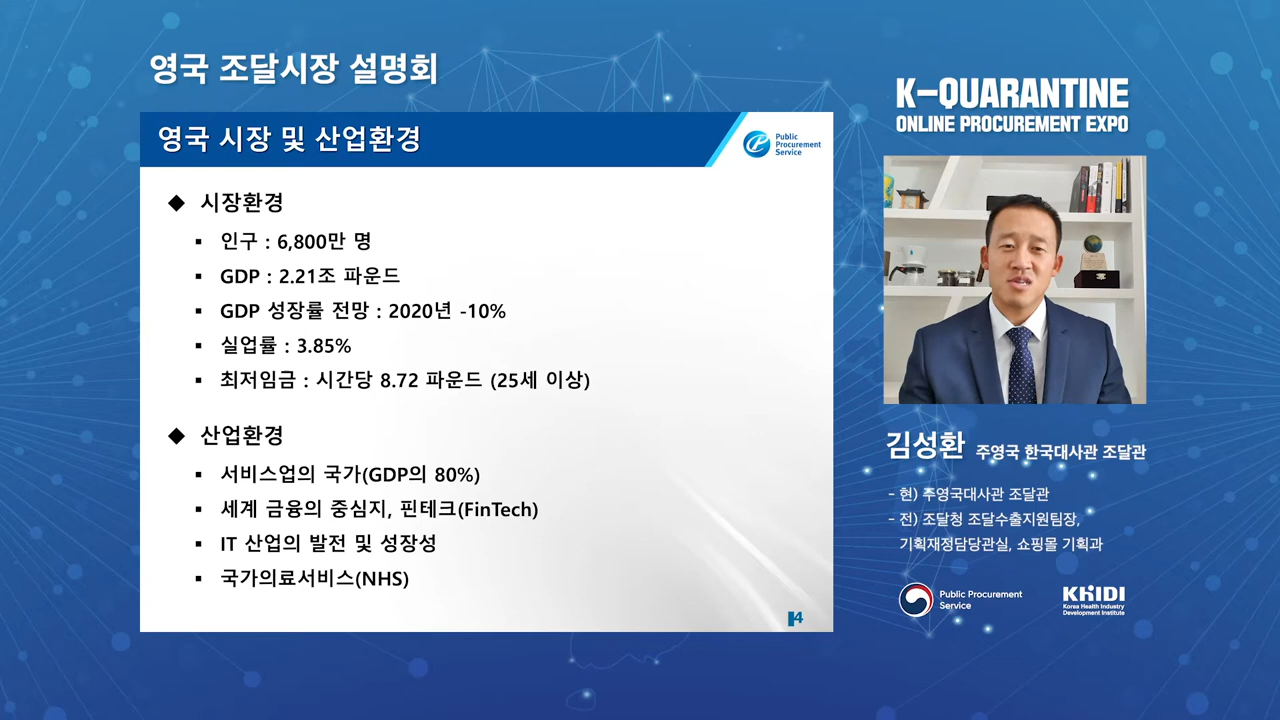 영국 조달시장 설명회
영국 시장 및 산업환경
Public
Procurement
Service
◆ 시장환경
▪ 인구 : 6,800만 명
▪ GDP : 2.21조 파운드
▪ GDP 성장률 전망 : 2020년 -10%
▪ 실업률 : 3.85%
▪ 최저임금 : 시간당 8.72 파운드 (25세 이상)
◆ 산업환경
▪ 서비스업의 국가(GDP의 80%)
▪ 세계 금융의 중심지, 핀테크(FinTech)
▪ IT 산업의 발전 및 성장성
▪ 국가의료서비스(NHS)
4
K-QUARANTINE
ONLINE PROCUREMENT EXPO
김성환 주영국 한국대사관 조달관
- 현) 주영국대사관 조달관
- 전) 조달청 조달수출지원팀장,
기획재정담당관실, 쇼핑몰 기획과
Public Procurement
Service
KHIDI
Korea Health Industry
Development Institute